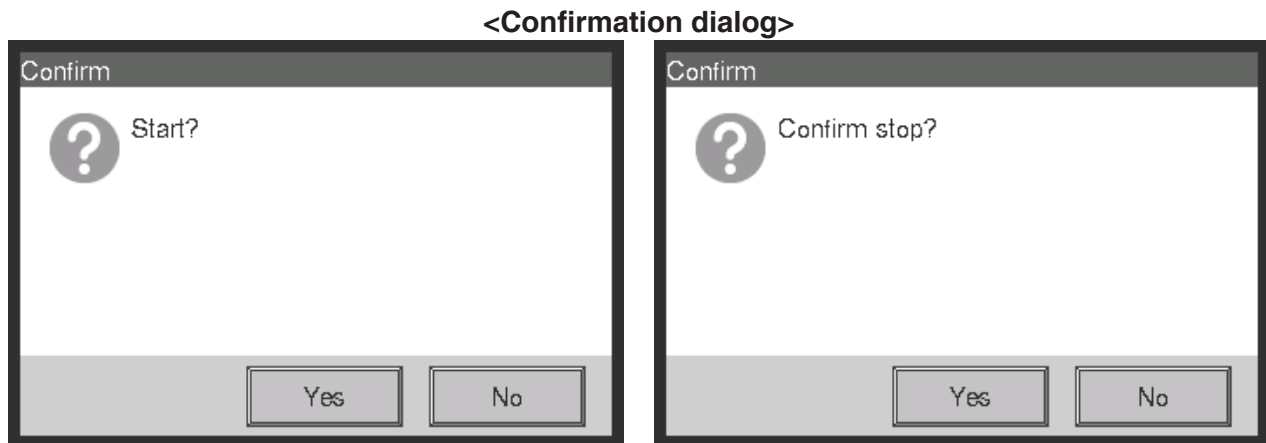 <Confirmation dialog>
Confirm
Start?
Yes No
Confirm
Confirm stop?
Yes No